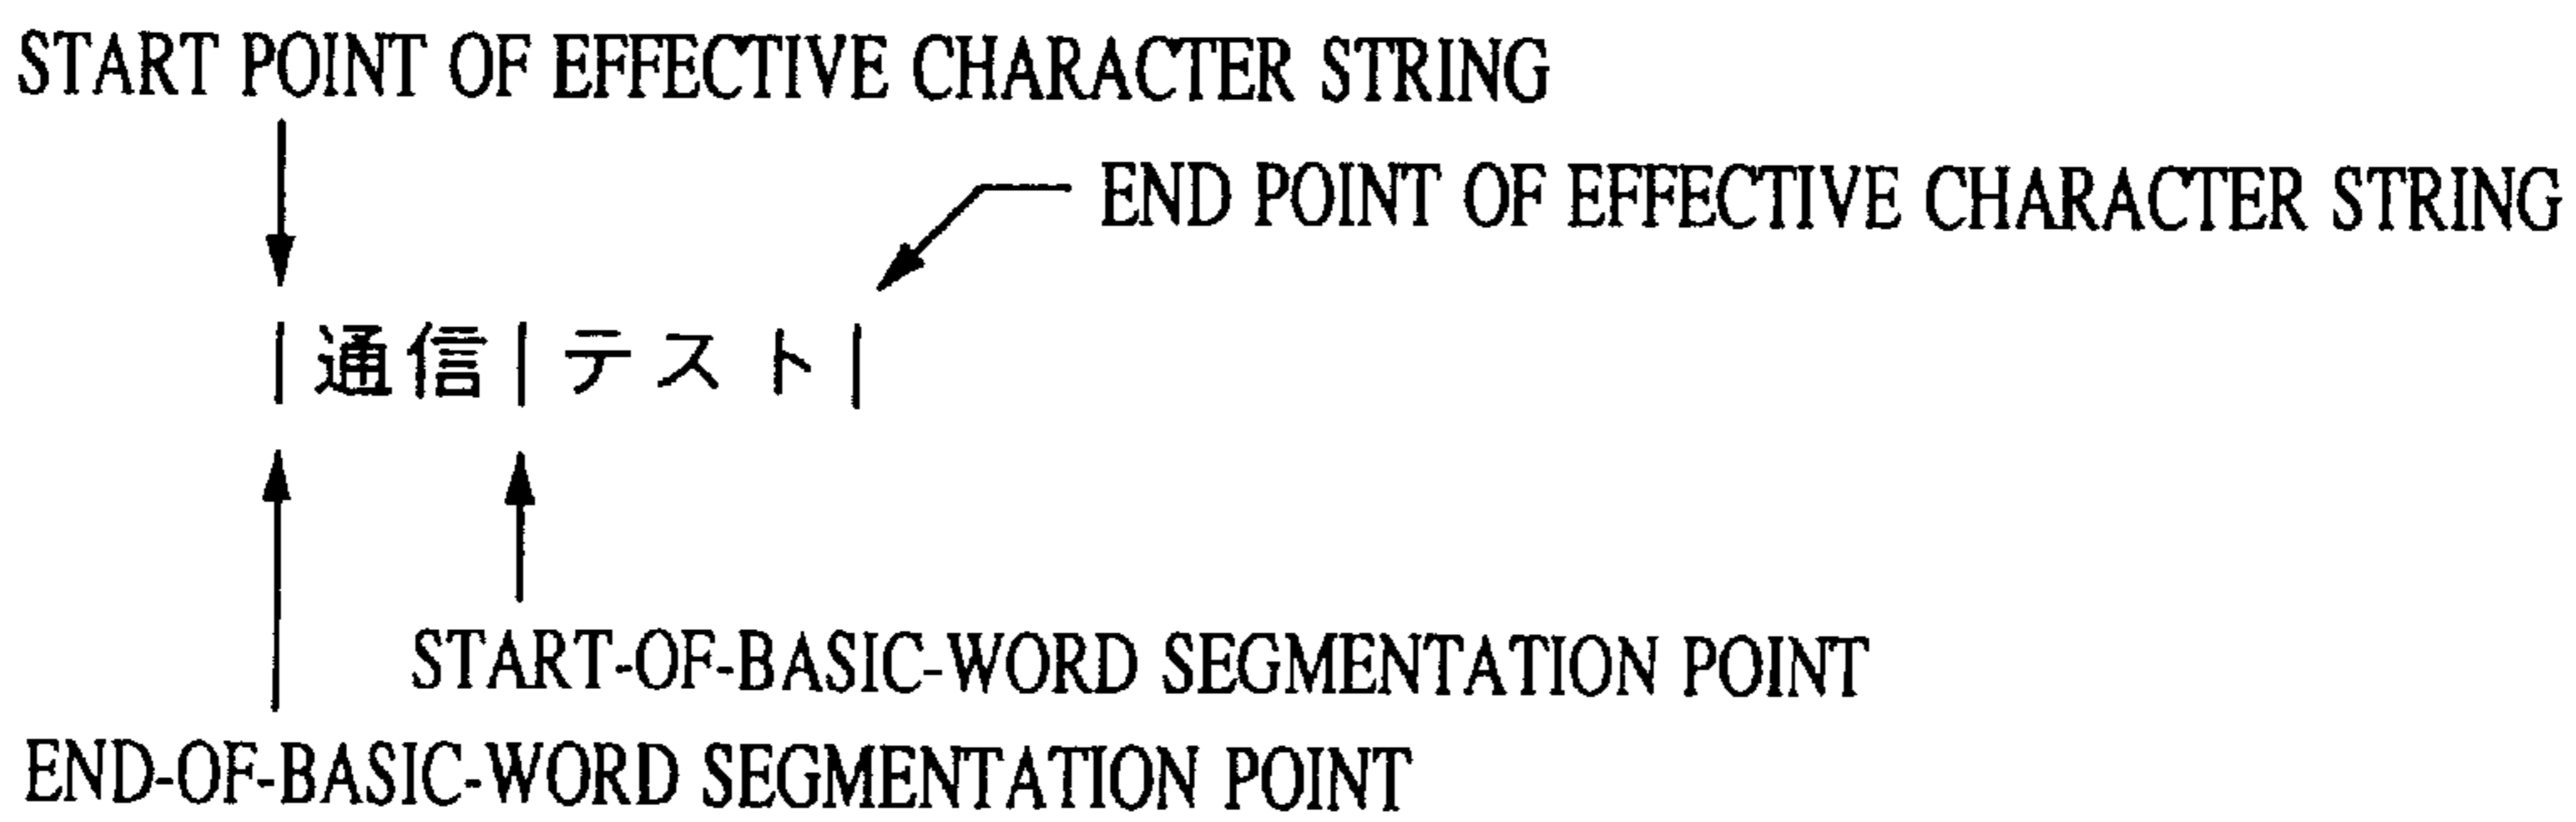 START POINT OF EFFECTIVE CHARACTER STRING
END POINT OF EFFECTIVE CHARACTER STRING
|通信|テスト|
START-OF-BASIC-WORD SEGMENTATION POINT
END-OF-BASIC-WORD SEGMENTATION POINT